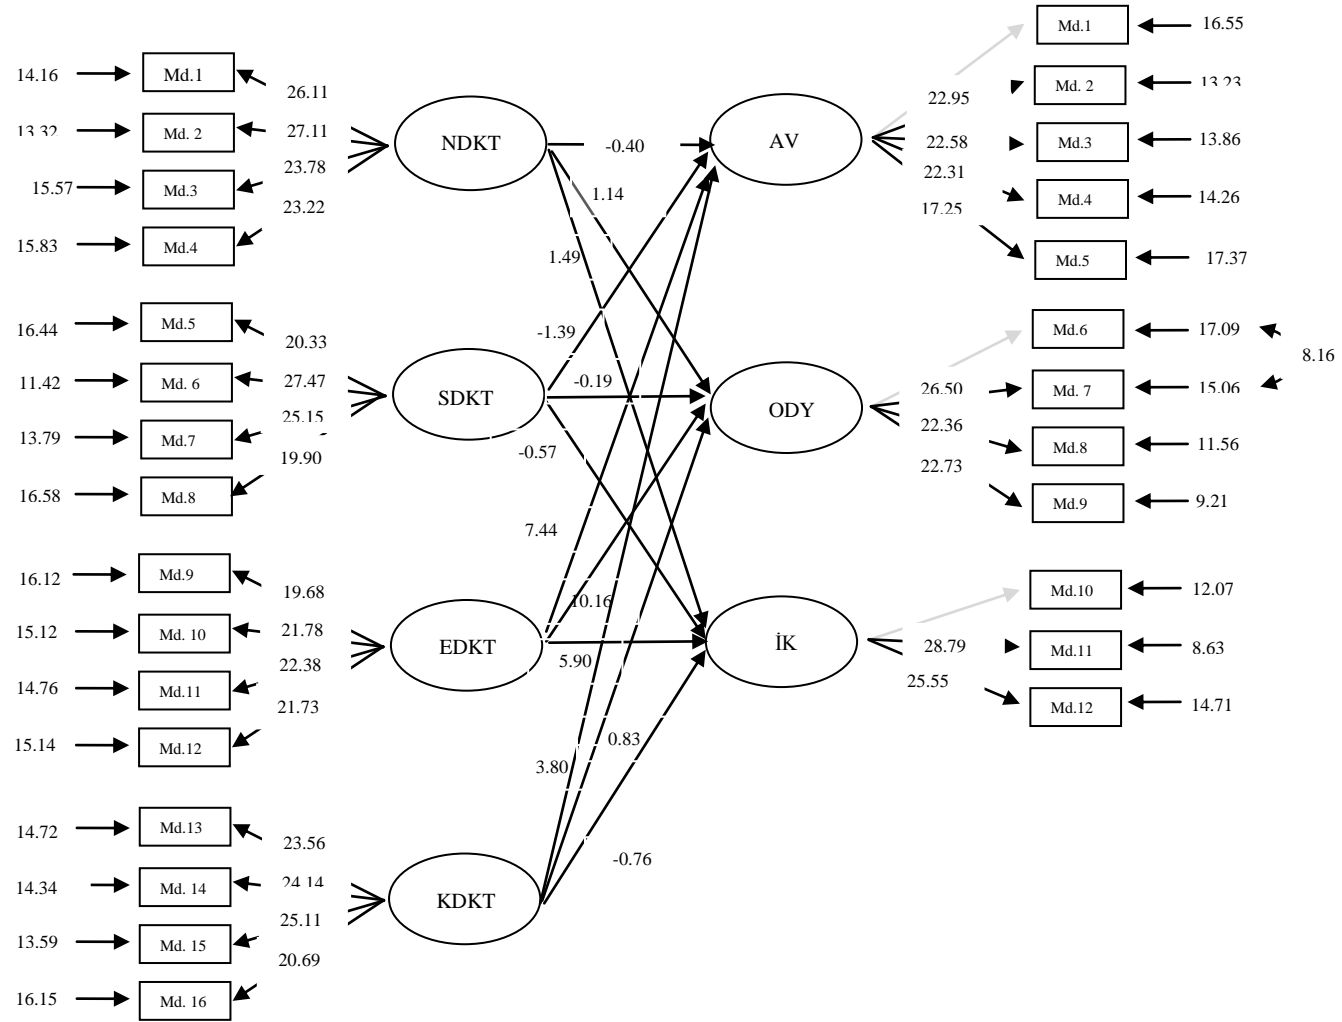 14.16
Md.1
26.11
13.32
Md. 2
27.11
15.57
Md.3
23.78
15.83
Md.4
23.22
NDKT
16.44
Md.5
20.33
11.42
Md. 6
27.47
13.79
Md.7
25.15
16.58
Md.8
19.90
SDKT
16.12
Md.9
19.68
15.12
Md. 10
21.78
14.76
Md.11
22.38
15.14
Md.12
21.73
EDKT
14.72
Md.13
23.56
14.34
Md. 14
24.14
13.59
Md. 15
25.11
16.15
Md. 16
20.69
KDKT
-0.40
1.14
1.49
-1.39
-0.19
-0.57
7.44
10.16
5.90
3.80
0.83
-0.76
AV
22.95
22.58
22.31
17.25
Md.1
16.55
Md. 2
13.23
Md.3
13.86
Md.4
14.26
Md.5
17.37
ODY
26.50
22.36
22.73
Md.6
17.09
8.16
Md. 7
15.06
Md.8
11.56
Md.9
9.21
İK
28.79
25.55
Md.10
12.07
Md.11
8.63
Md.12
14.71